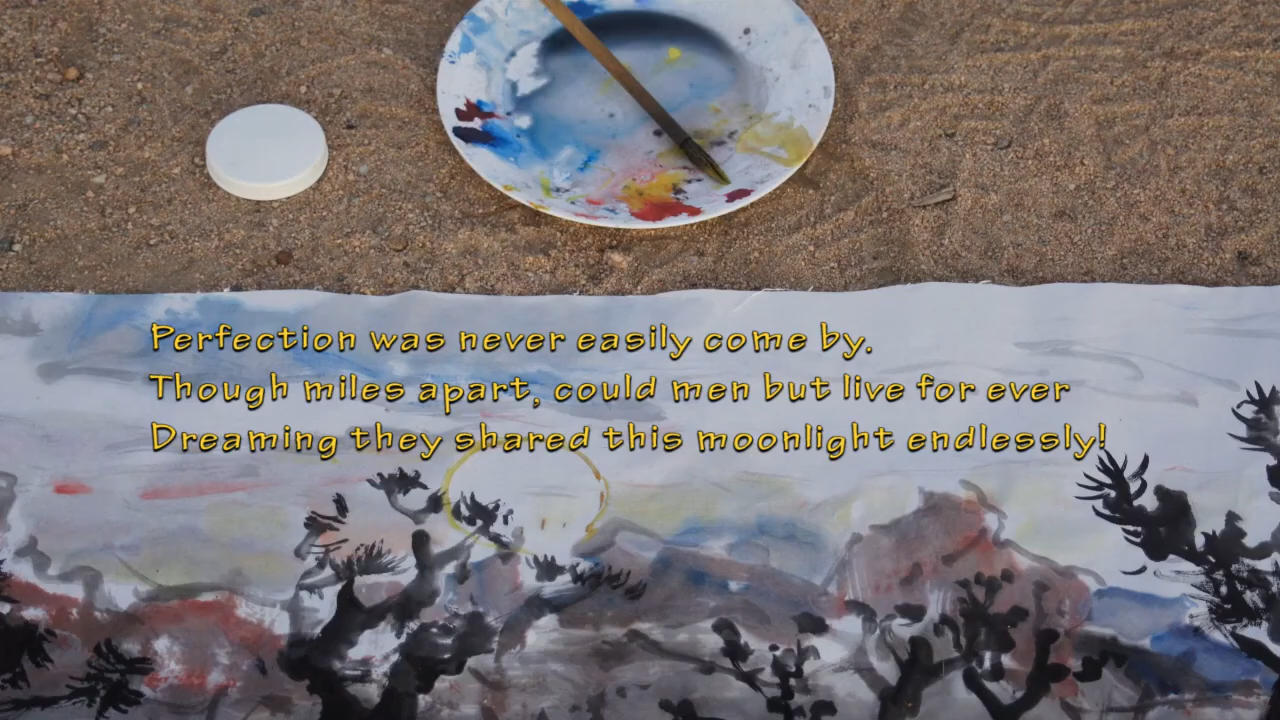 Perfection was never easily come by.
Though miles apart, could men but live for ever
Dreaming they shared this moonlight endlessly!